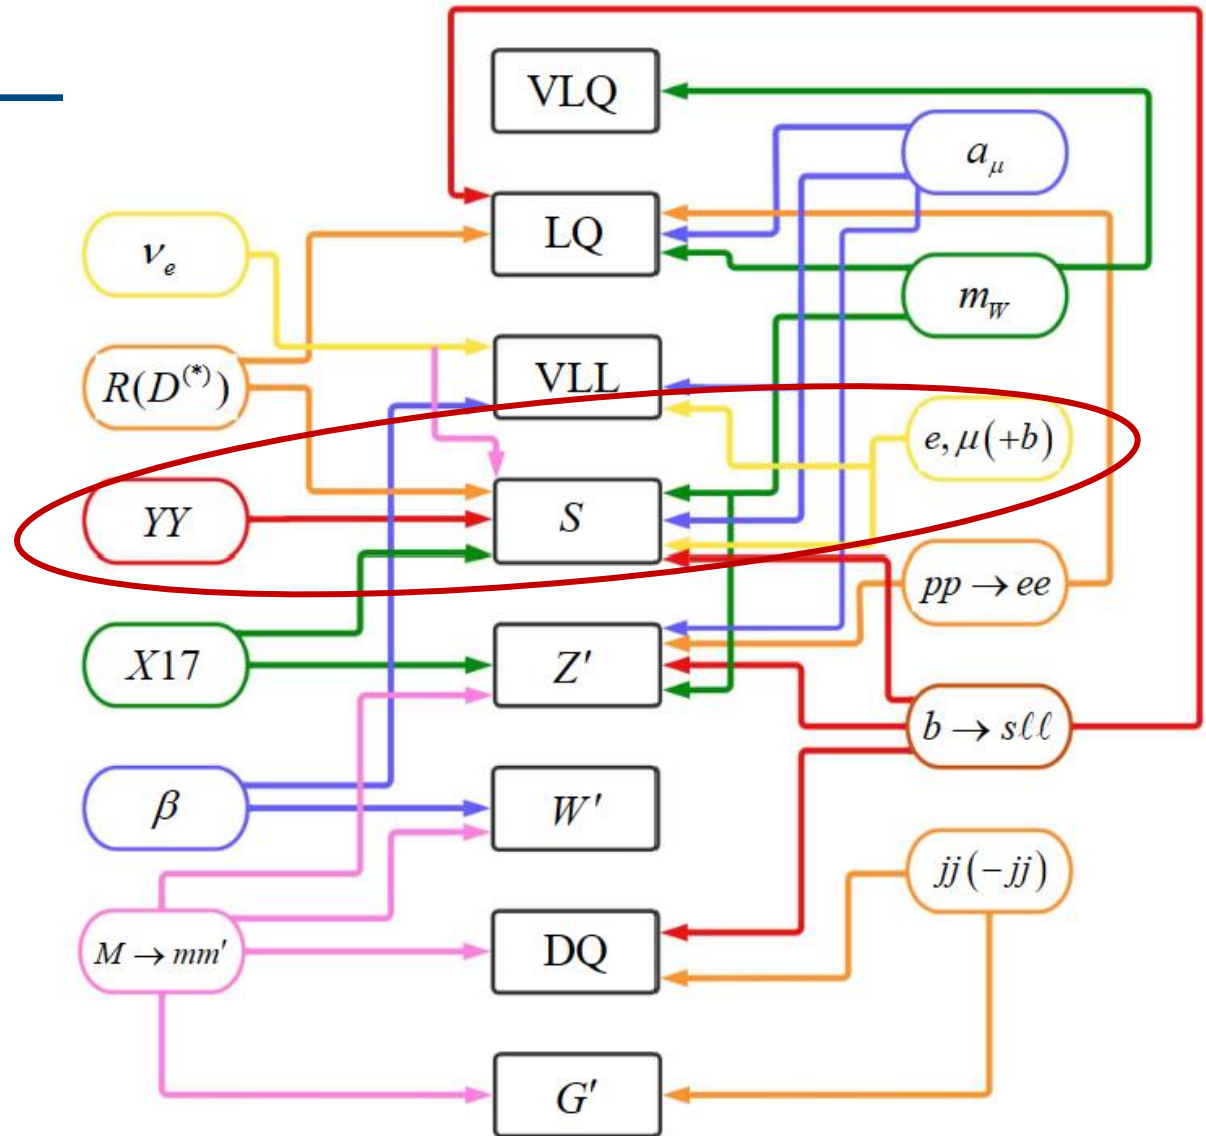 VLQ
a_μ
LQ
ν_e
m_W
VLL
R(D^(*))
e, μ(+b)
YY
S
pp → ee
X17
Z′
b → sℓℓ
β
W′
jj(−jj)
M → mm′
DQ
G′